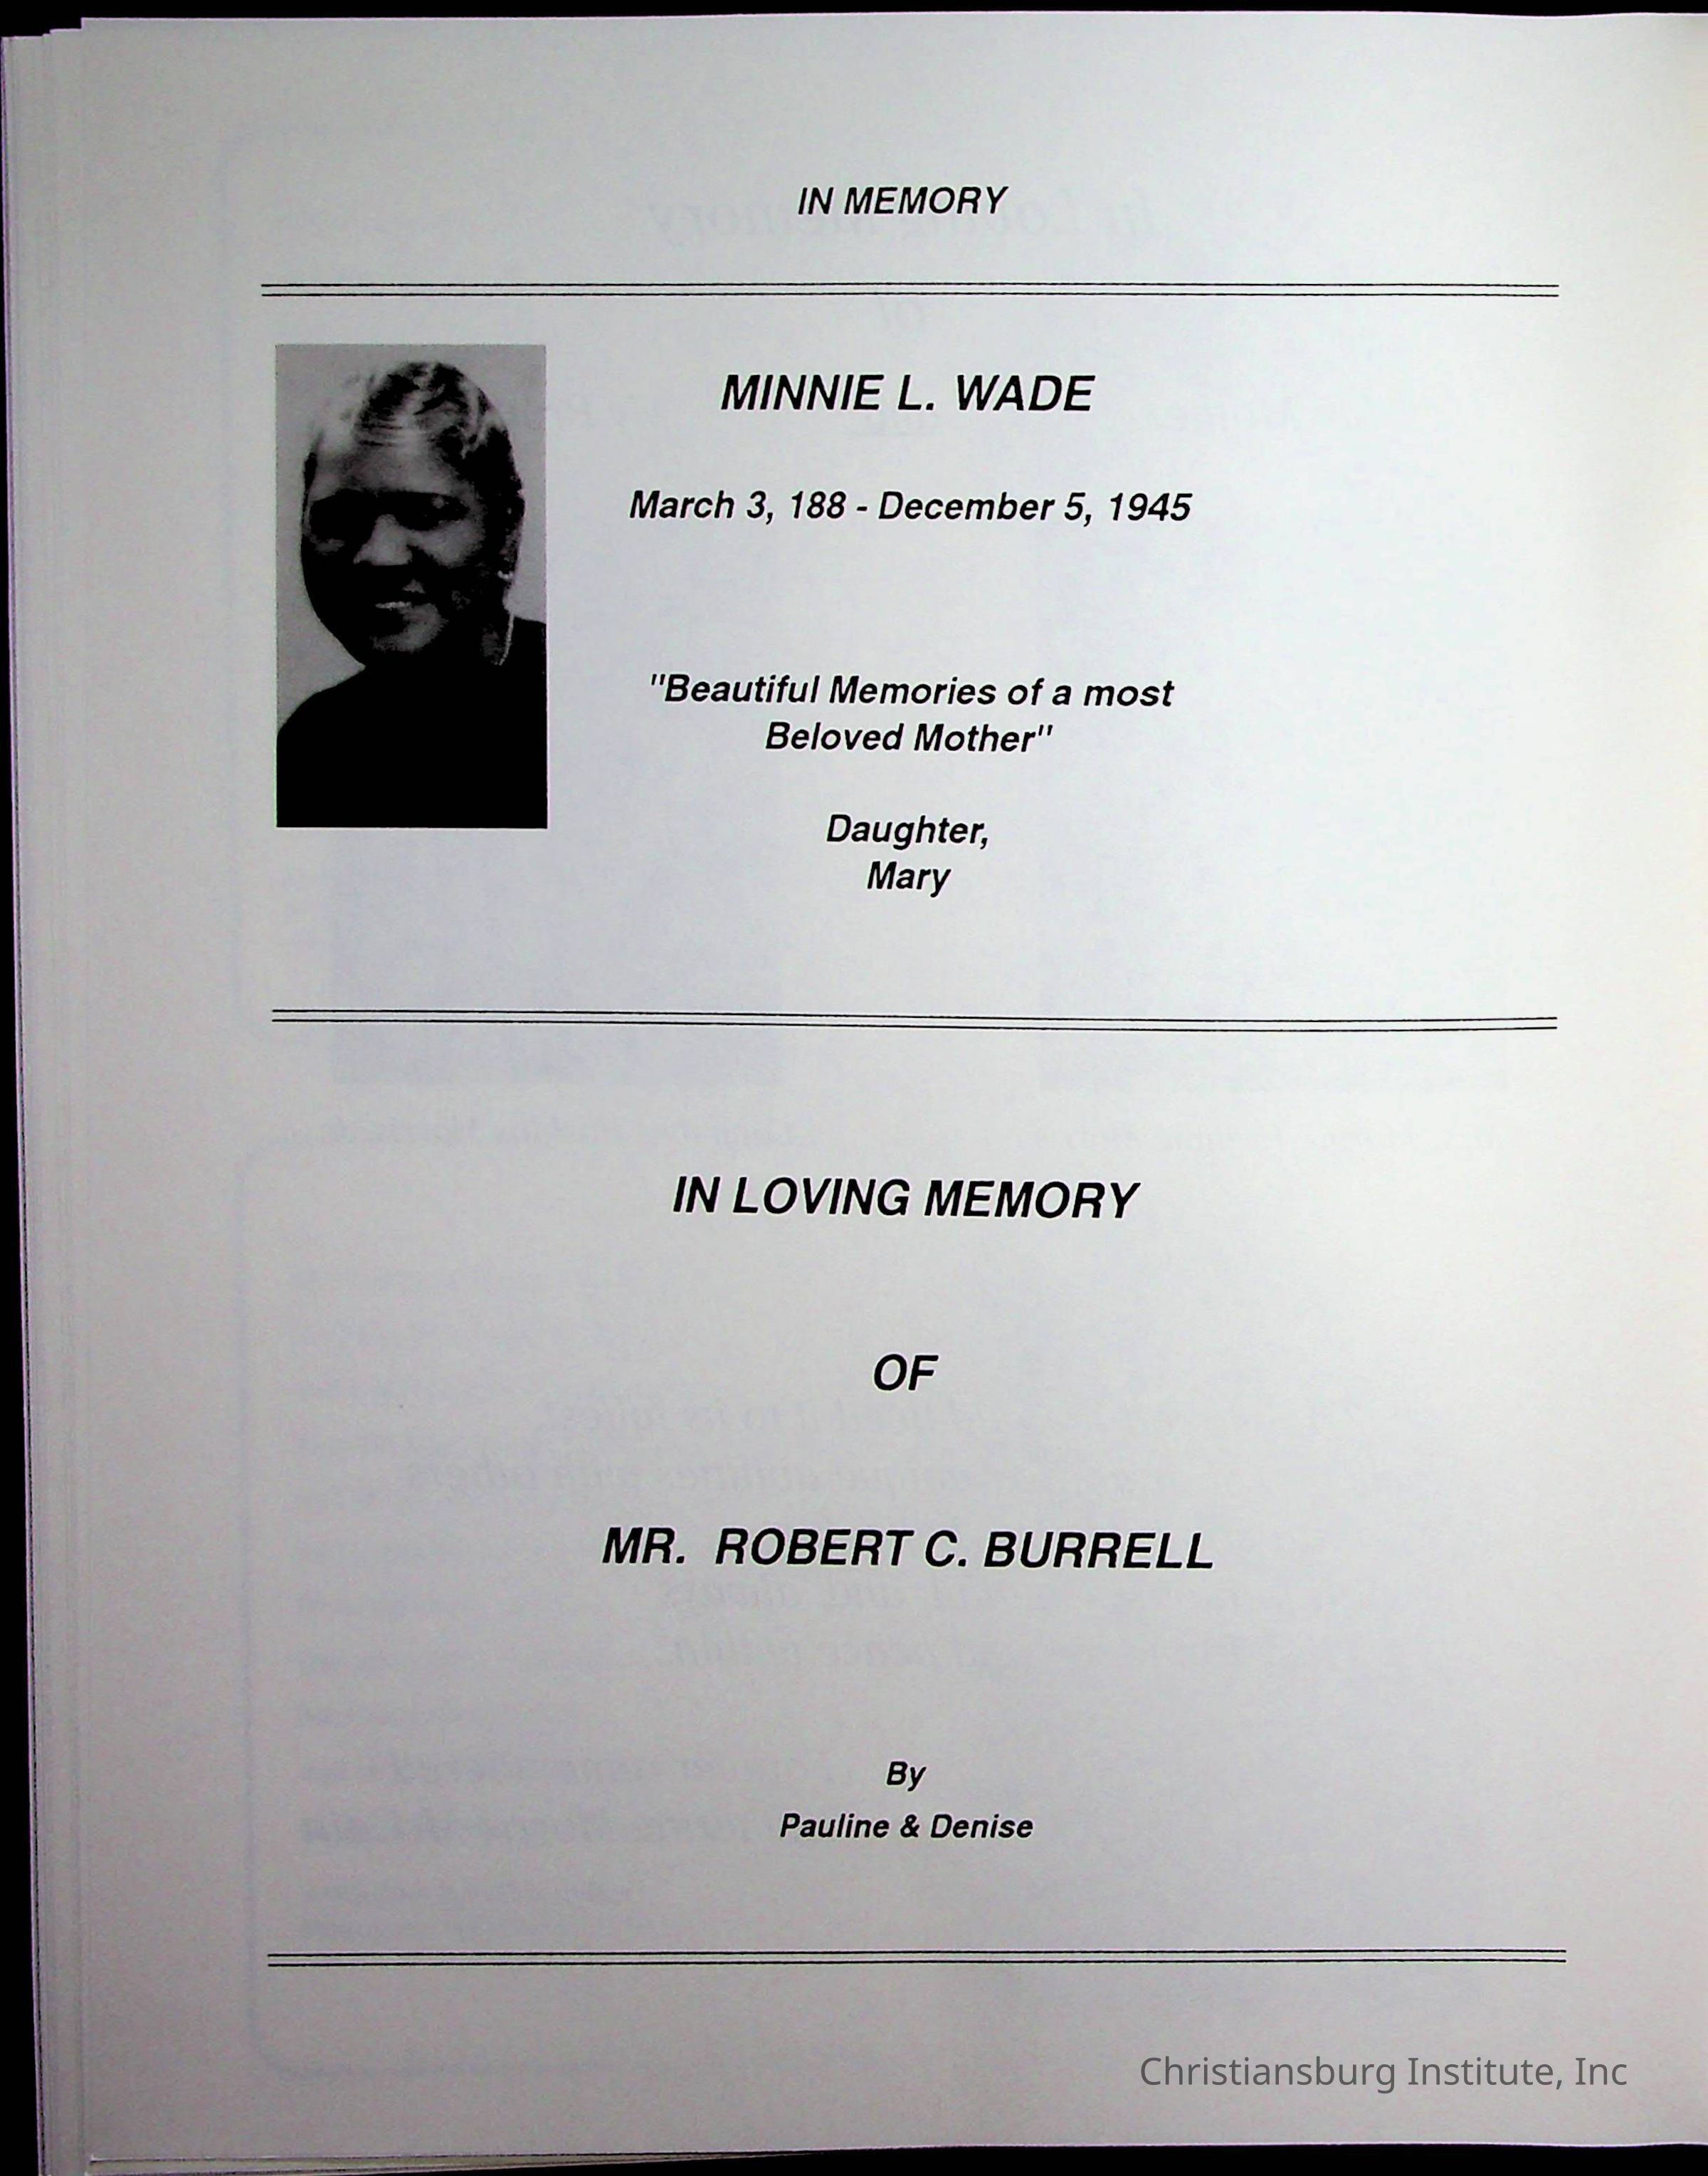 IN MEMORY
MINNIE L. WADE
March 3, 188 - December 5, 1945
"Beautiful Memories of a most
Beloved Mother"
Daughter,
Mary
IN LOVING MEMORY
OF
MR. ROBERT C. BURRELL
By
Pauline & Denise
Christiansburg Institute, Inc